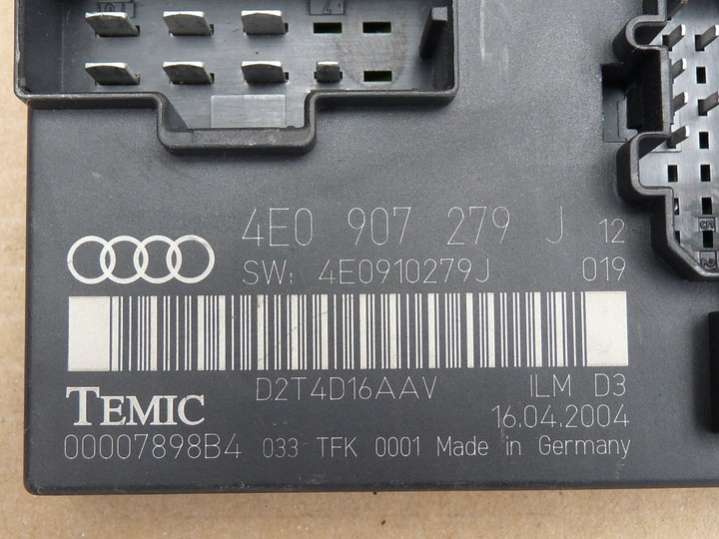 4E0 907 279 J 12
SW: 4E0910279J 019
D2T4D16AAV ILM D3
TEMIC 16.04.2004
00007898B4 033 TFK 0001 Made in Germany